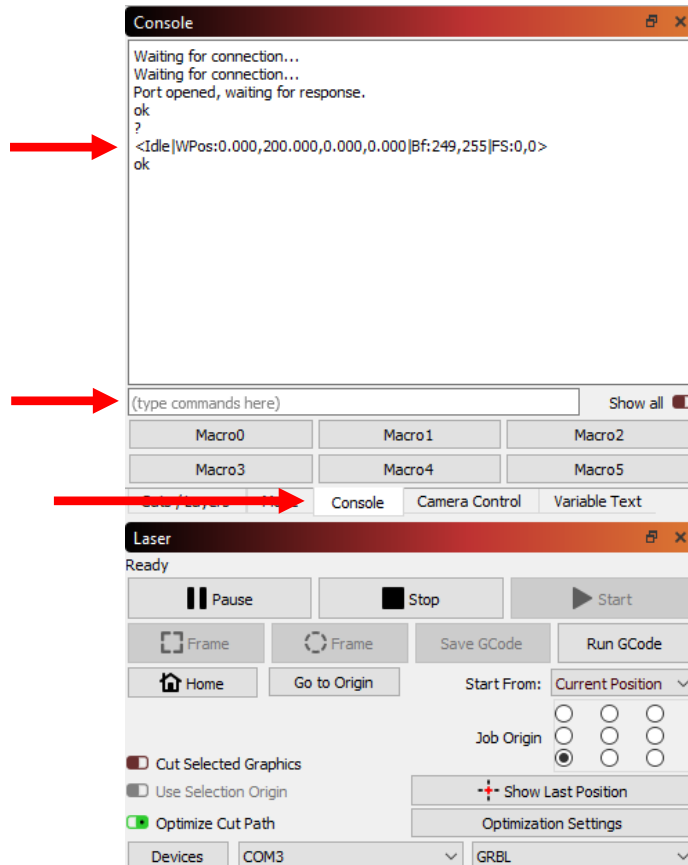 Console
Waiting for connection...
Waiting for connection...
Port opened, waiting for response.
ok
?
<Idle|WPos:0.000,200.000,0.000,0.000|Bf:249,255|FS:0,0>
ok
(type commands here) Show all
Macro0 Macro1 Macro2
Macro3 Macro4 Macro5
Console Camera Control Variable Text
Laser
Ready
Pause Stop Start
Frame Frame Save GCode Run GCode
Home Go to Origin Start From: Current Position
Job Origin
Cut Selected Graphics
Use Selection Origin Show Last Position
Optimize Cut Path Optimization Settings
Devices COM3 GRBL